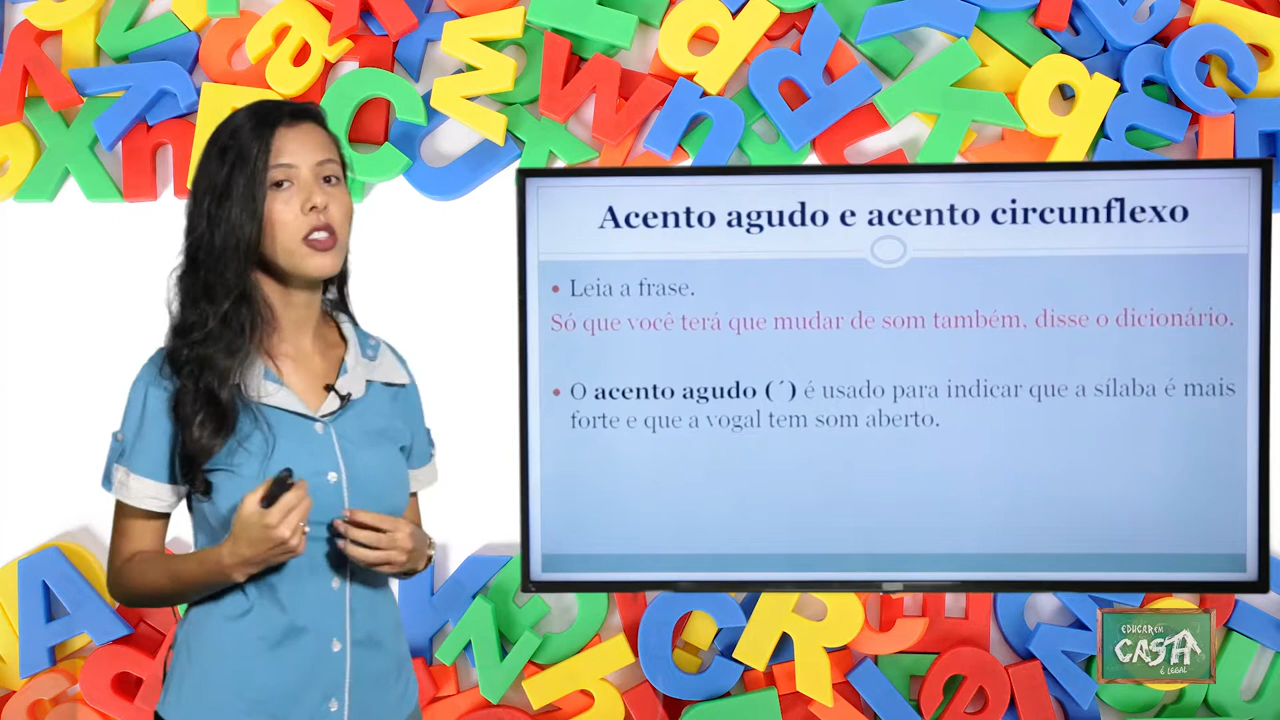 Acento agudo e acento circunflexo
• Leia a frase.
Só que você terá que mudar de som também, disse o dicionário.
• O acento agudo (´) é usado para indicar que a sílaba é mais
forte e que a vogal tem som aberto.
EDUCAR EM
CASA
É LEGAL